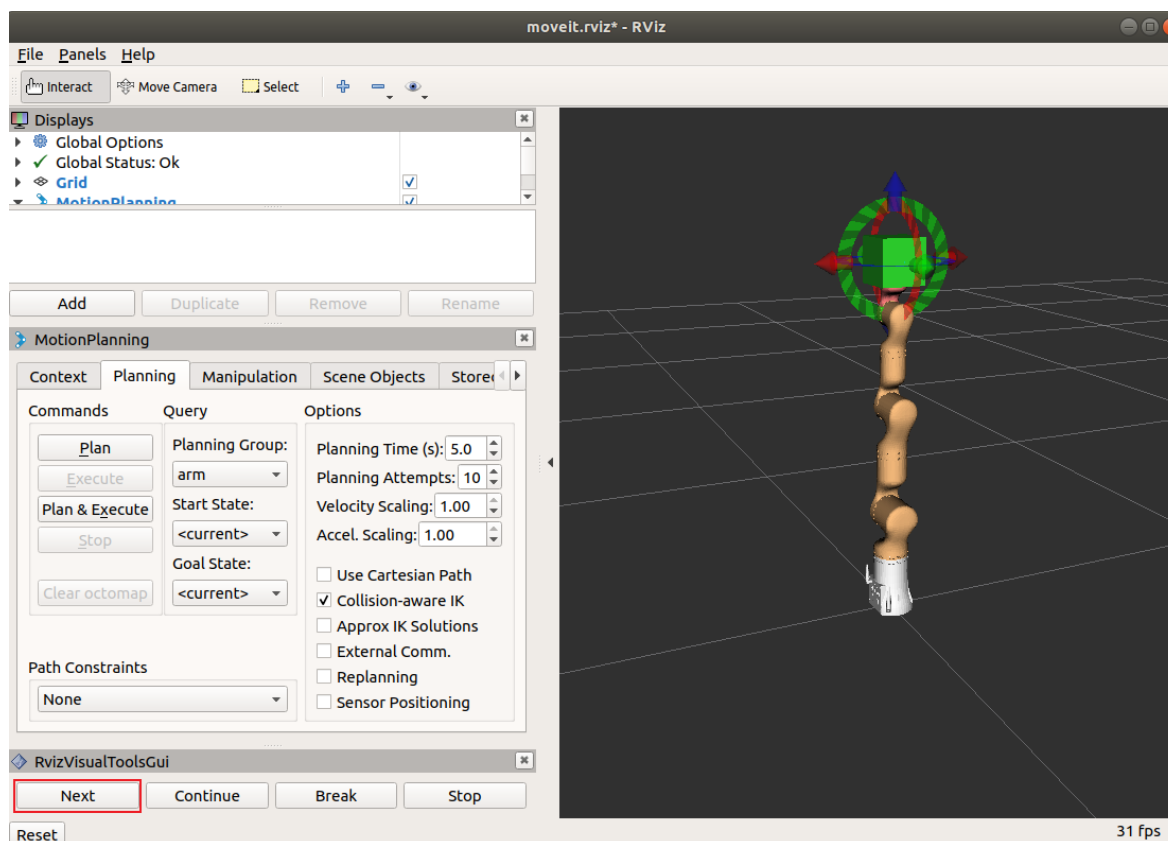 moveit.rviz* - RViz
File Panels Help
Interact Move Camera Select
Displays
Global Options
Global Status: Ok
Grid
MotionPlanning
Add Duplicate Remove Rename
MotionPlanning
Context Planning Manipulation Scene Objects Stored
Commands Query Options
Plan Planning Group: Planning Time (s): 5.0
Execute arm Planning Attempts: 10
Plan & Execute Start State: Velocity Scaling: 1.00
Stop <current> Accel. Scaling: 1.00
Goal State: Use Cartesian Path
Clear octomap <current> Collision-aware IK
Approx IK Solutions
External Comm.
Path Constraints Replanning
None Sensor Positioning
RvizVisualToolsGui
Next Continue Break Stop
Reset 31 fps